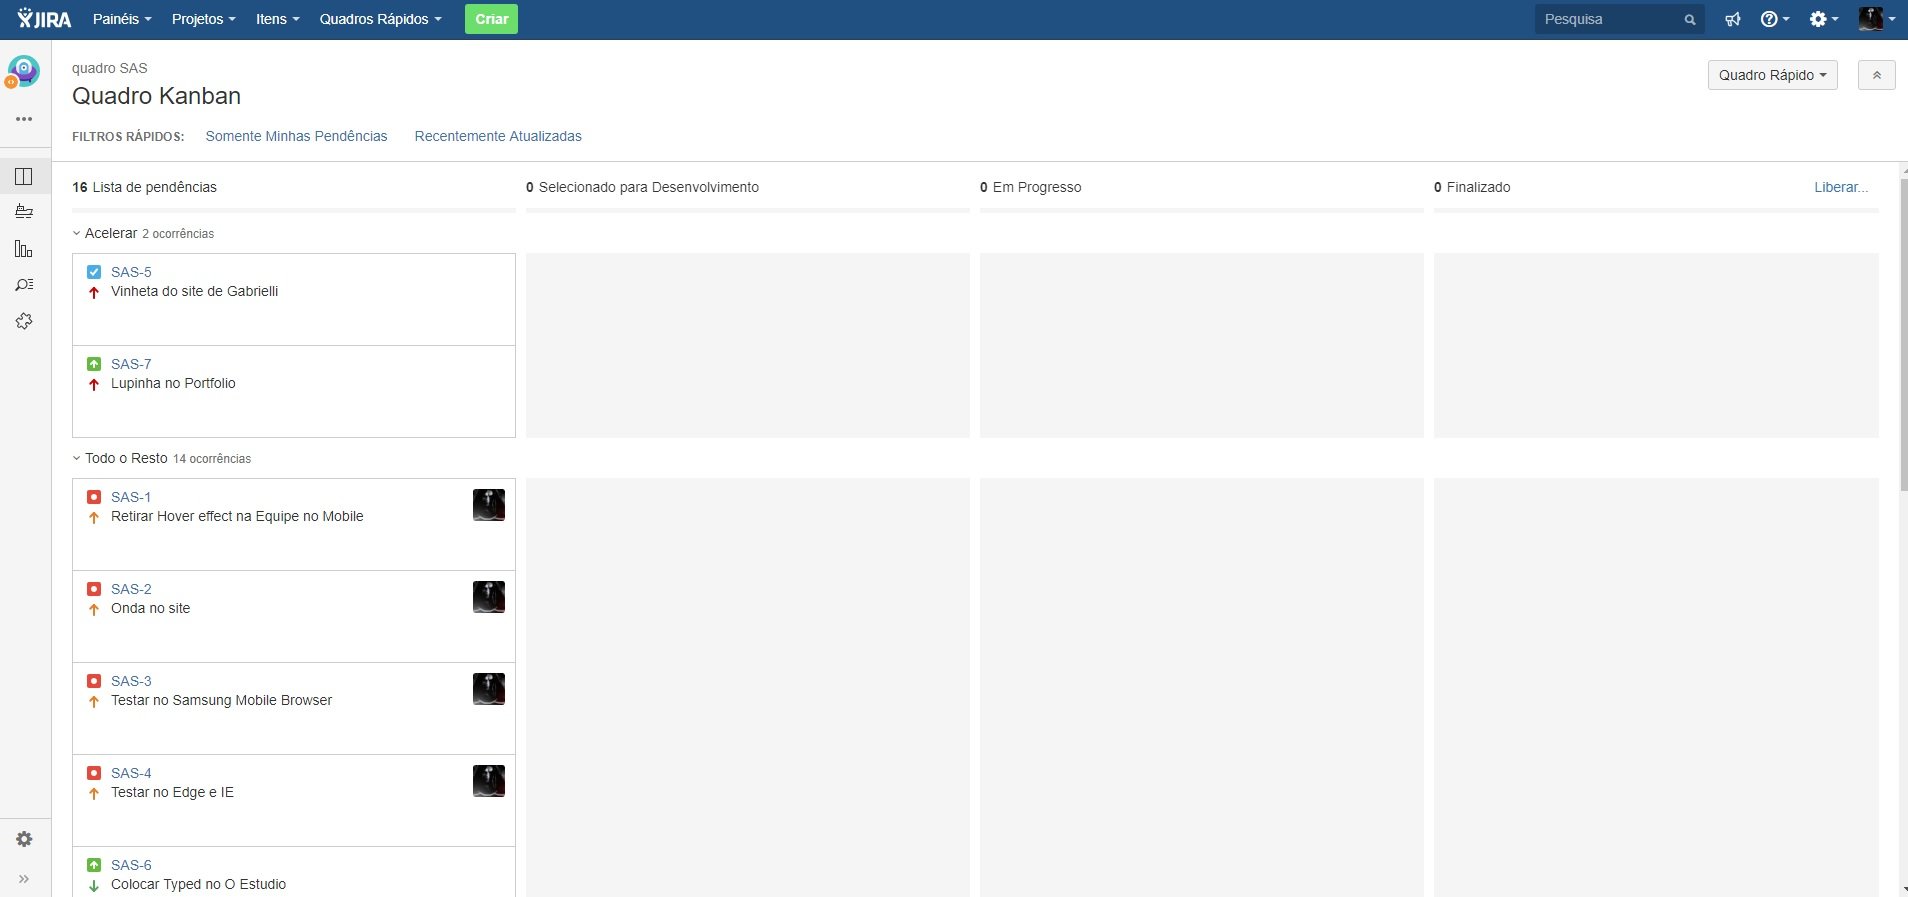 JIRA Painéis Projetos Itens Quadros Rápidos Criar Pesquisa
quadro SAS
Quadro Kanban
Quadro Rápido
FILTROS RÁPIDOS: Somente Minhas Pendências Recentemente Atualizadas
16 Lista de pendências 0 Selecionado para Desenvolvimento 0 Em Progresso 0 Finalizado Liberar...
Acelerar 2 ocorrências
SAS-5
Vinheta do site de Gabrielli
SAS-7
Lupinha no Portfolio
Todo o Resto 14 ocorrências
SAS-1
Retirar Hover effect na Equipe no Mobile
SAS-2
Onda no site
SAS-3
Testar no Samsung Mobile Browser
SAS-4
Testar no Edge e IE
SAS-6
Colocar Typed no O Estudio